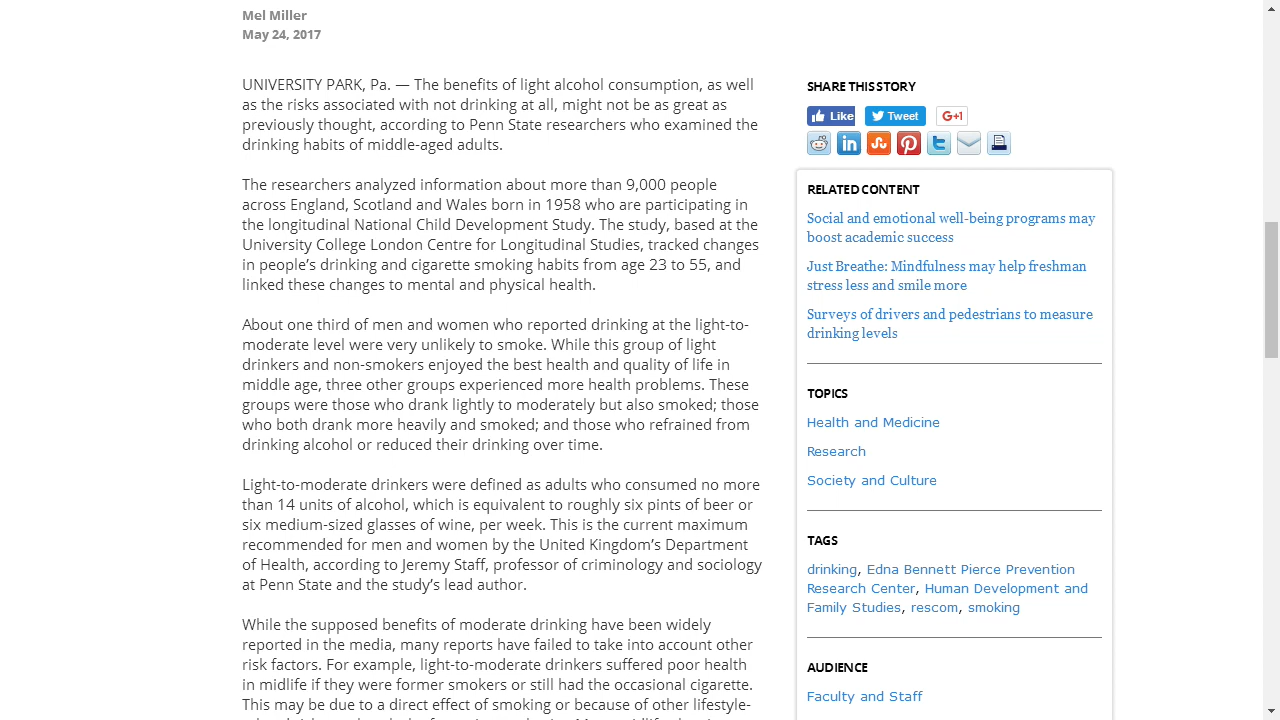 Mel Miller
May 24, 2017
UNIVERSITY PARK, Pa. — The benefits of light alcohol consumption, as well
as the risks associated with not drinking at all, might not be as great as
previously thought, according to Penn State researchers who examined the
drinking habits of middle-aged adults.
The researchers analyzed information about more than 9,000 people
across England, Scotland and Wales born in 1958 who are participating in
the longitudinal National Child Development Study. The study, based at the
University College London Centre for Longitudinal Studies, tracked changes
in people’s drinking and cigarette smoking habits from age 23 to 55, and
linked these changes to mental and physical health.
About one third of men and women who reported drinking at the light-to-
moderate level were very unlikely to smoke. While this group of light
drinkers and non-smokers enjoyed the best health and quality of life in
middle age, three other groups experienced more health problems. These
groups were those who drank lightly to moderately but also smoked; those
who both drank more heavily and smoked; and those who refrained from
drinking alcohol or reduced their drinking over time.
Light-to-moderate drinkers were defined as adults who consumed no more
than 14 units of alcohol, which is equivalent to roughly six pints of beer or
six medium-sized glasses of wine, per week. This is the current maximum
recommended for men and women by the United Kingdom’s Department
of Health, according to Jeremy Staff, professor of criminology and sociology
at Penn State and the study’s lead author.
While the supposed benefits of moderate drinking have been widely
reported in the media, many reports have failed to take into account other
risk factors. For example, light-to-moderate drinkers suffered poor health
in midlife if they were former smokers or still had the occasional cigarette.
This may be due to a direct effect of smoking or because of other lifestyle-
SHARE THIS STORY
Like
Tweet
G+1
RELATED CONTENT
Social and emotional well-being programs may
boost academic success
Just Breathe: Mindfulness may help freshman
stress less and smile more
Surveys of drivers and pedestrians to measure
drinking levels
TOPICS
Health and Medicine
Research
Society and Culture
TAGS
drinking, Edna Bennett Pierce Prevention
Research Center, Human Development and
Family Studies, rescom, smoking
AUDIENCE
Faculty and Staff